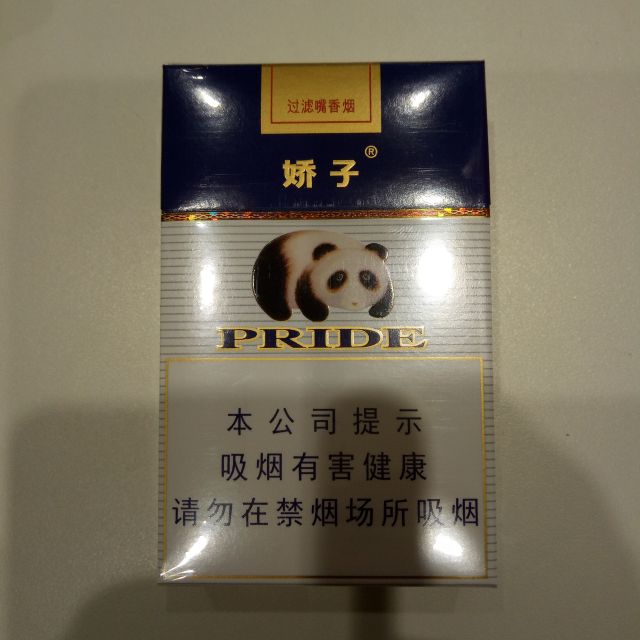 过滤嘴香烟
娇子®
PRIDE
本公司提示
吸烟有害健康
请勿在禁烟场所吸烟